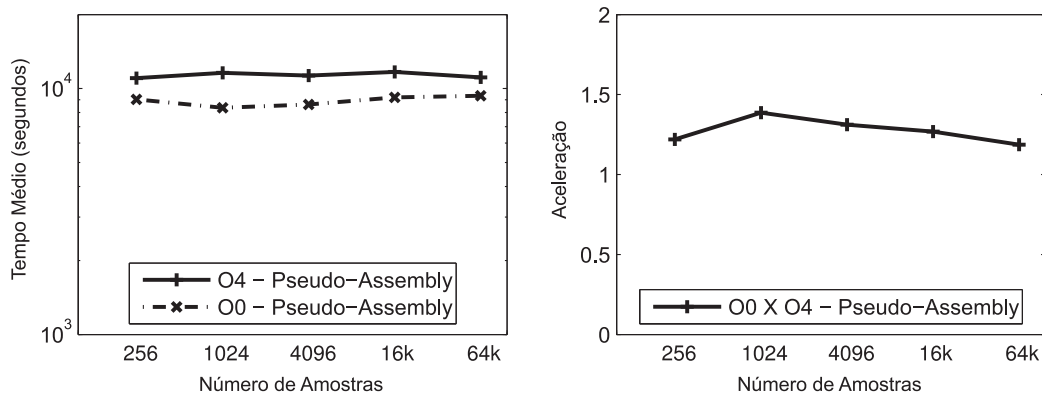 Tempo Médio (segundos)
10^4
10^3
O4 − Pseudo−Assembly
O0 − Pseudo−Assembly
256 1024 4096 16k 64k
Número de Amostras
Aceleração
2
1.5
1
0.5
0
O0 X O4 − Pseudo−Assembly
256 1024 4096 16k 64k
Número de Amostras